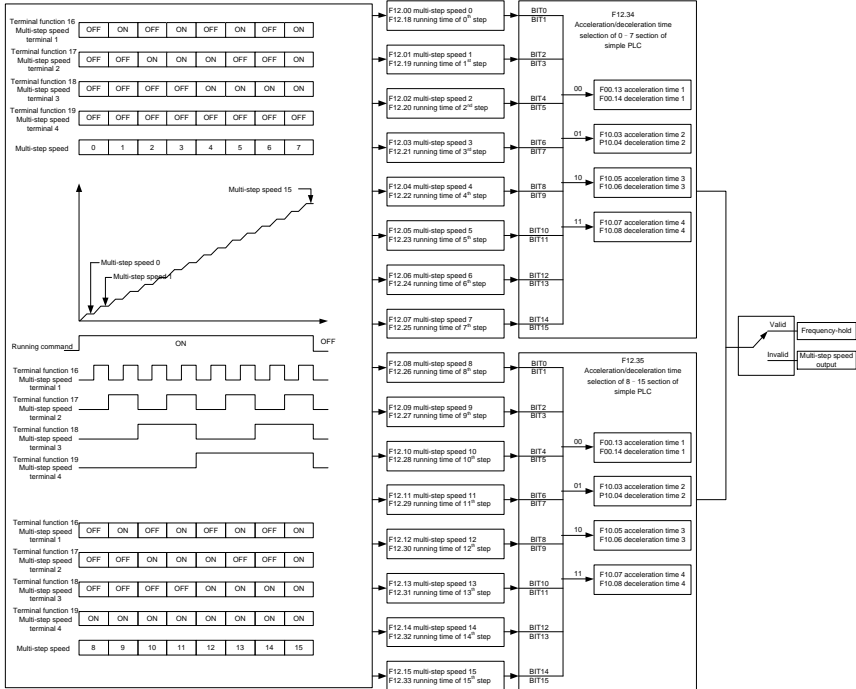 Terminal function 16
Multi-step speed
terminal 1
OFF ON OFF ON OFF ON OFF ON
Terminal function 17
Multi-step speed
terminal 2
OFF OFF ON ON OFF OFF ON ON
Terminal function 18
Multi-step speed
terminal 3
OFF OFF OFF OFF ON ON ON ON
Terminal function 19
Multi-step speed
terminal 4
OFF OFF OFF OFF OFF OFF OFF OFF
Multi-step speed
0 1 2 3 4 5 6 7
Multi-step speed 15
Multi-step speed 0
Multi-step speed 1
Running command
ON
OFF
Terminal function 16
Multi-step speed
terminal 1
Terminal function 17
Multi-step speed
terminal 2
Terminal function 18
Multi-step speed
terminal 3
Terminal function 19
Multi-step speed
terminal 4
Terminal function 16
Multi-step speed
terminal 1
OFF ON OFF ON OFF ON OFF ON
Terminal function 17
Multi-step speed
terminal 2
OFF OFF ON ON OFF OFF ON ON
Terminal function 18
Multi-step speed
terminal 3
OFF OFF OFF OFF ON ON ON ON
Terminal function 19
Multi-step speed
terminal 4
ON ON ON ON ON ON ON ON
Multi-step speed
8 9 10 11 12 13 14 15
F12.00 multi-step speed 0
F12.18 running time of 0th step
F12.01 multi-step speed 1
F12.19 running time of 1st step
F12.02 multi-step speed 2
F12.20 running time of 2nd step
F12.03 multi-step speed 3
F12.21 running time of 3rd step
F12.04 multi-step speed 4
F12.22 running time of 4th step
F12.05 multi-step speed 5
F12.23 running time of 5th step
F12.06 multi-step speed 6
F12.24 running time of 6th step
F12.07 multi-step speed 7
F12.25 running time of 7th step
F12.08 multi-step speed 8
F12.26 running time of 8th step
F12.09 multi-step speed 9
F12.27 running time of 9th step
F12.10 multi-step speed 10
F12.28 running time of 10th step
F12.11 multi-step speed 11
F12.29 running time of 11th step
F12.12 multi-step speed 12
F12.30 running time of 12th step
F12.13 multi-step speed 13
F12.31 running time of 13th step
F12.14 multi-step speed 14
F12.32 running time of 14th step
F12.15 multi-step speed 15
F12.33 running time of 15th step
BIT0
BIT1
BIT2
BIT3
BIT4
BIT5
BIT6
BIT7
BIT8
BIT9
BIT10
BIT11
BIT12
BIT13
BIT14
BIT15
F12.34
Acceleration/deceleration time
selection of 0 - 7 section of
simple PLC
00
F00.13 acceleration time 1
F00.14 deceleration time 1
01
F10.03 acceleration time 2
P10.04 deceleration time 2
10
F10.05 acceleration time 3
F10.06 deceleration time 3
11
F10.07 acceleration time 4
F10.08 deceleration time 4
BIT0
BIT1
BIT2
BIT3
BIT4
BIT5
BIT6
BIT7
BIT8
BIT9
BIT10
BIT11
BIT12
BIT13
BIT14
BIT15
F12.35
Acceleration/deceleration time
selection of 8 - 15 section of
simple PLC
00
F00.13 acceleration time 1
F00.14 deceleration time 1
01
F10.03 acceleration time 2
P10.04 deceleration time 2
10
F10.05 acceleration time 3
F10.06 deceleration time 3
11
F10.07 acceleration time 4
F10.08 deceleration time 4
Valid
Frequency-hold
Invalid
Multi-step speed
output